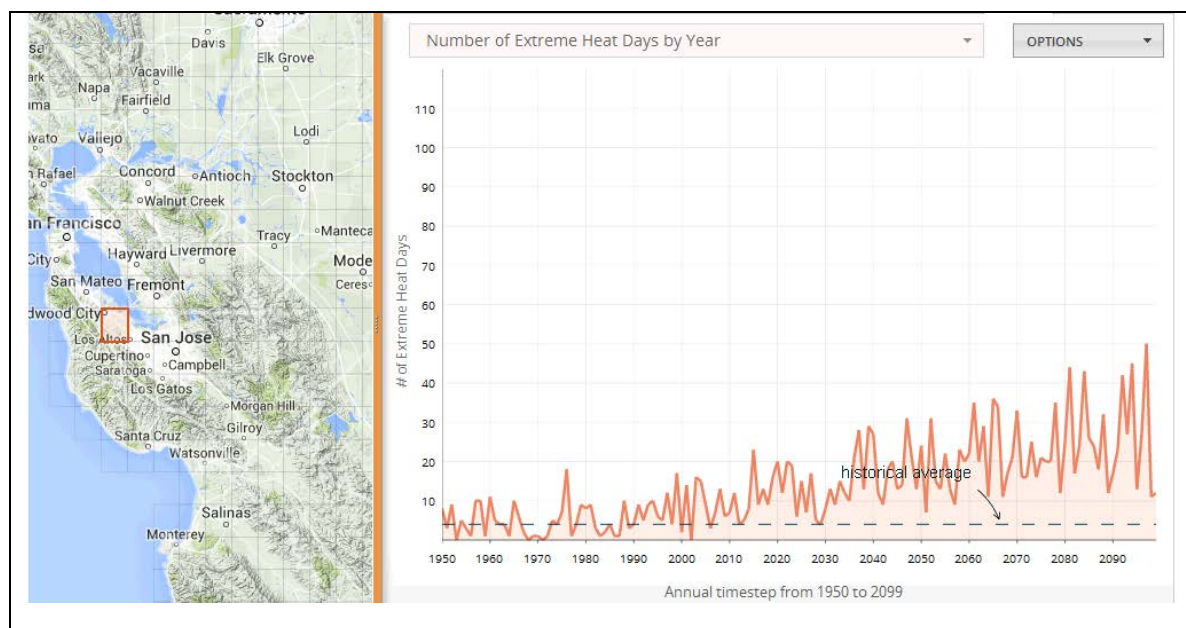 Davis
Elk Grove
Vacaville
Napa
Fairfield
Lodi
Vallejo
Rafael
Concord
Antioch
Stockton
Walnut Creek
San Francisco
Tracy
Manteca
City
Hayward
Livermore
Mode
San Mateo
Fremont
Ceres
dwood City
Los Altos
San Jose
Cupertino
Campbell
Saratoga
Los Gatos
Morgan Hill
Gilroy
Santa Cruz
Watsonville
Salinas
Monterey
Number of Extreme Heat Days by Year
OPTIONS
# of Extreme Heat Days
110
100
90
80
70
60
50
40
30
20
10
historical average
1950 1960 1970 1980 1990 2000 2010 2020 2030 2040 2050 2060 2070 2080 2090
Annual timestep from 1950 to 2099